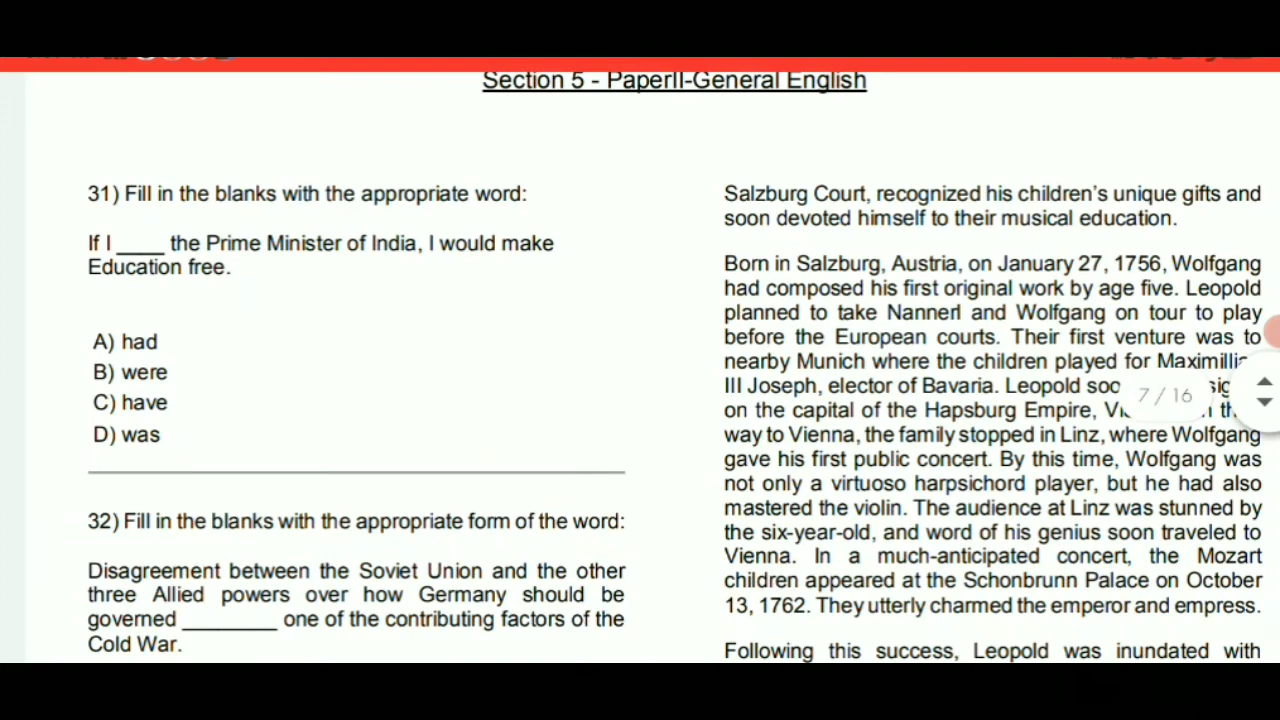 Section 5 - PaperII-General English
31) Fill in the blanks with the appropriate word:
If I ____ the Prime Minister of India, I would make
Education free.
A) had
B) were
C) have
D) was
32) Fill in the blanks with the appropriate form of the word:
Disagreement between the Soviet Union and the other
three Allied powers over how Germany should be
governed ________ one of the contributing factors of the
Cold War.
Salzburg Court, recognized his children's unique gifts and
soon devoted himself to their musical education.
Born in Salzburg, Austria, on January 27, 1756, Wolfgang
had composed his first original work by age five. Leopold
planned to take Nannerl and Wolfgang on tour to play
before the European courts. Their first venture was to
nearby Munich where the children played for
III Joseph, elector of Bavaria. Leopold
on the capital of the Hapsburg Empire,
way to Vienna, the family stopped in Linz, where Wolfgang
gave his first public concert. By this time, Wolfgang was
not only a virtuoso harpsichord player, but he had also
mastered the violin. The audience at Linz was stunned by
the six-year-old, and word of his genius soon traveled to
Vienna. In a much-anticipated concert, the Mozart
children appeared at the Schonbrunn Palace on October
13, 1762. They utterly charmed the emperor and empress.
Following this success, Leopold was inundated with
7 / 16